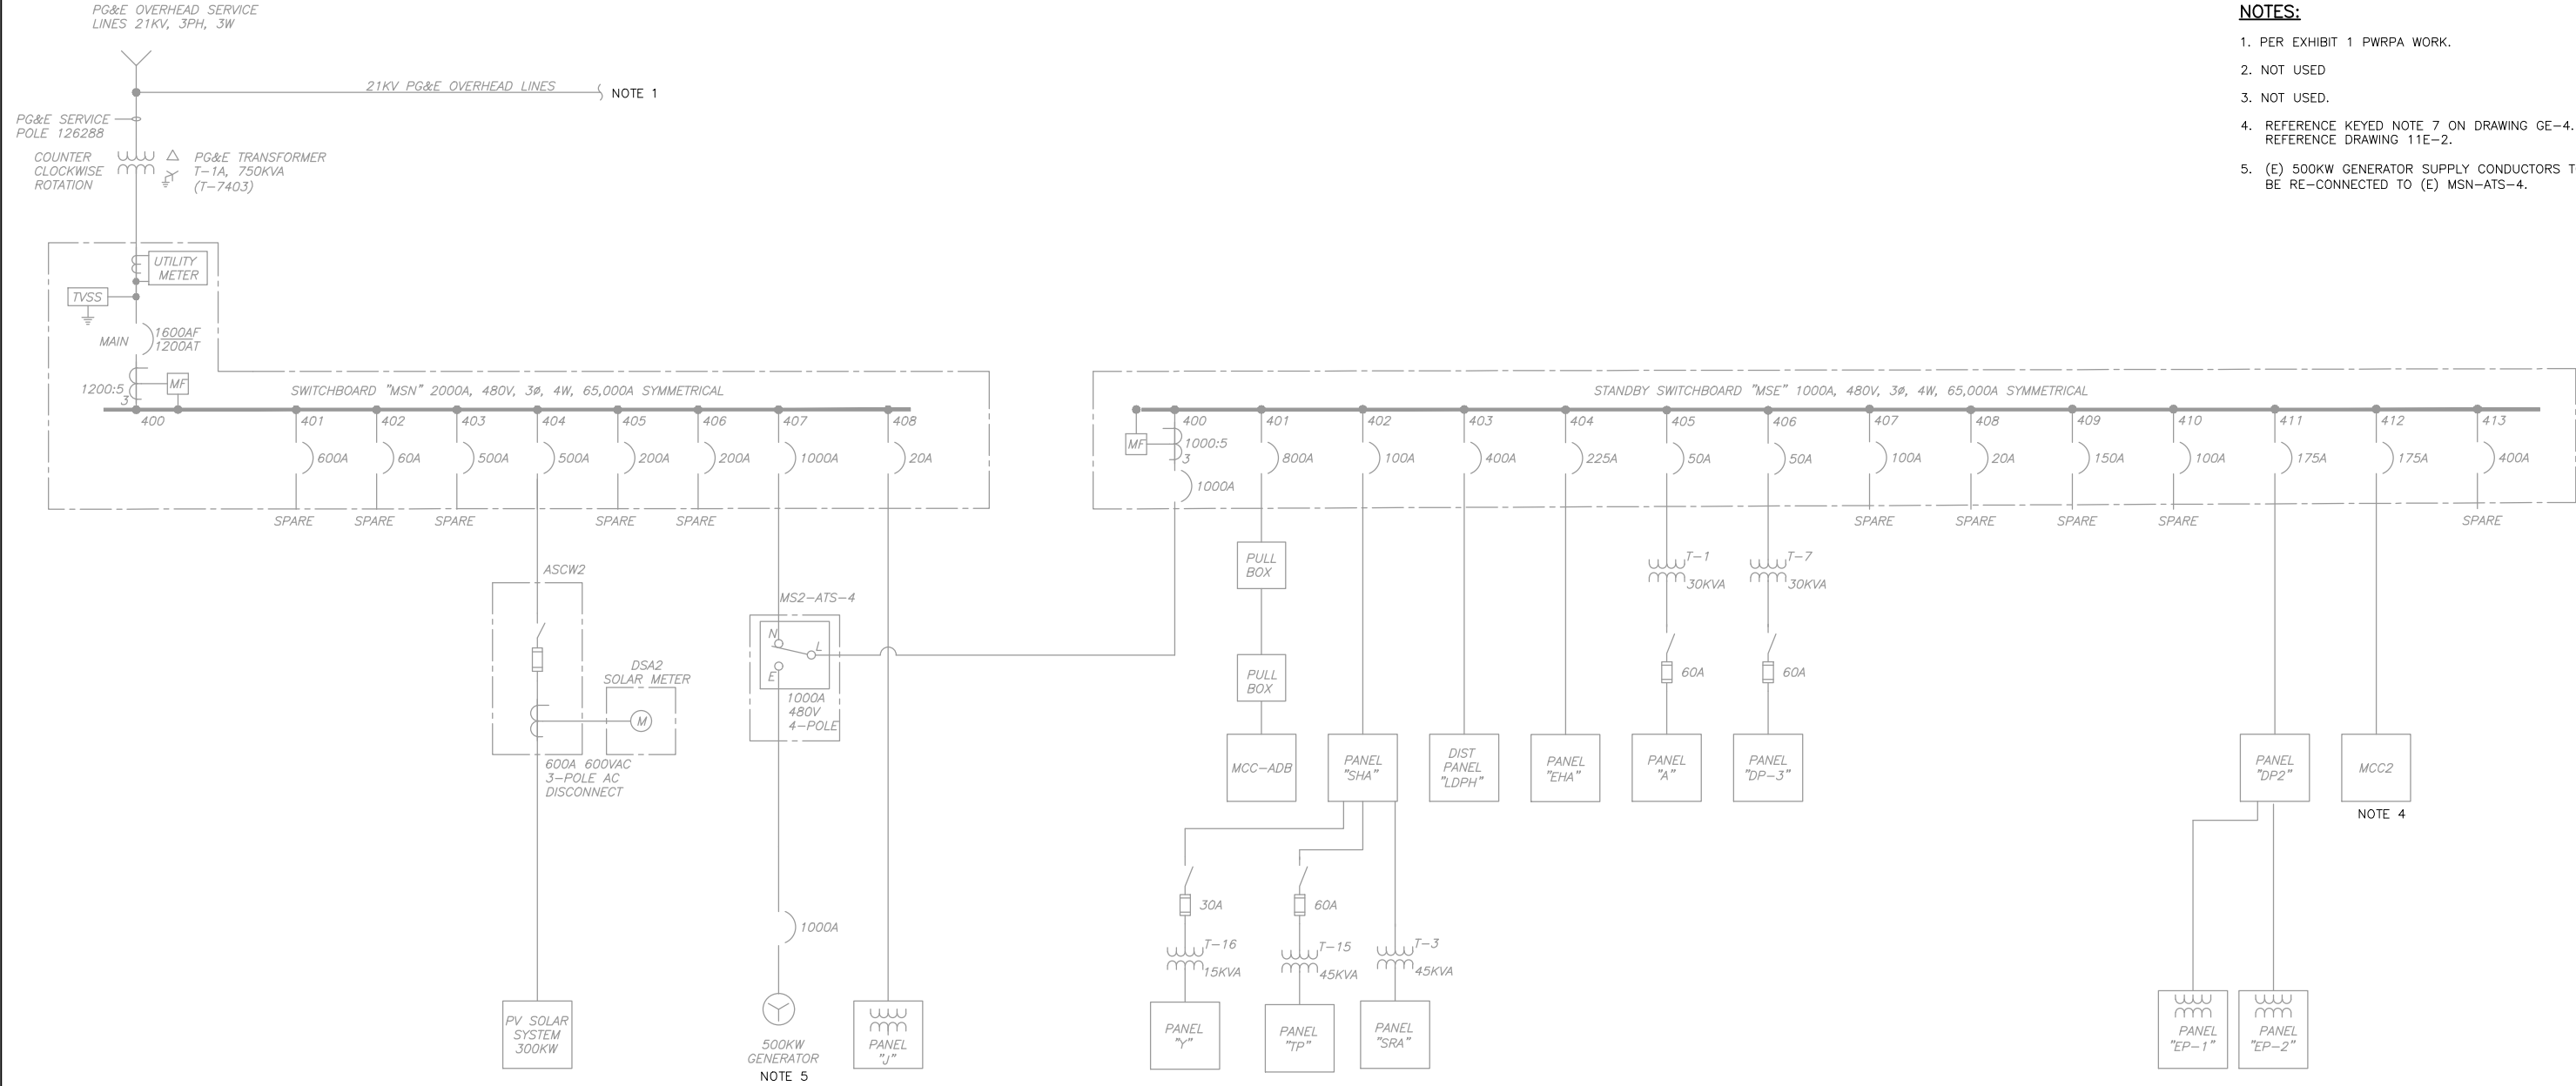 PG&E OVERHEAD SERVICE
LINES 21KV, 3PH, 3W
21KV PG&E OVERHEAD LINES
NOTE 1
PG&E SERVICE
POLE 126288
COUNTER
CLOCKWISE
ROTATION
PG&E TRANSFORMER
T-1A, 750KVA
(T-7403)
NOTES:
1. PER EXHIBIT 1 PWRPA WORK.
2. NOT USED
3. NOT USED.
4. REFERENCE KEYED NOTE 7 ON DRAWING GE-4.
REFERENCE DRAWING 11E-2.
5. (E) 500KW GENERATOR SUPPLY CONDUCTORS T
BE RE-CONNECTED TO (E) MSN-ATS-4.
UTILITY
METER
TVSS
MAIN
1600AF
1200AT
1200:5
3
MF
SWITCHBOARD "MSN" 2000A, 480V, 3ø, 4W, 65,000A SYMMETRICAL
400
401
402
403
404
405
406
407
408
600A
60A
500A
500A
200A
200A
1000A
20A
SPARE
SPARE
SPARE
SPARE
SPARE
STANDBY SWITCHBOARD "MSE" 1000A, 480V, 3ø, 4W, 65,000A SYMMETRICAL
MF
400
401
402
403
404
405
406
407
408
409
410
411
412
413
1000:5
3
1000A
800A
100A
400A
225A
50A
50A
100A
20A
150A
100A
175A
175A
400A
SPARE
SPARE
SPARE
SPARE
SPARE
ASCW2
DSA2
SOLAR METER
M
600A 600VAC
3-POLE AC
DISCONNECT
PV SOLAR
SYSTEM
300KW
MS2-ATS-4
N
L
E
1000A
480V
4-POLE
1000A
500KW
GENERATOR
NOTE 5
PANEL
"J"
PULL
BOX
PULL
BOX
T-1
30KVA
60A
T-7
30KVA
60A
MCC-ADB
PANEL
"SHA"
DIST
PANEL
"LDPH"
PANEL
"EHA"
PANEL
"A"
PANEL
"DP-3"
PANEL
"DP2"
MCC2
NOTE 4
30A
60A
T-16
15KVA
T-15
45KVA
T-3
45KVA
PANEL
"Y"
PANEL
"TP"
PANEL
"SRA"
PANEL
"EP-1"
PANEL
"EP-2"